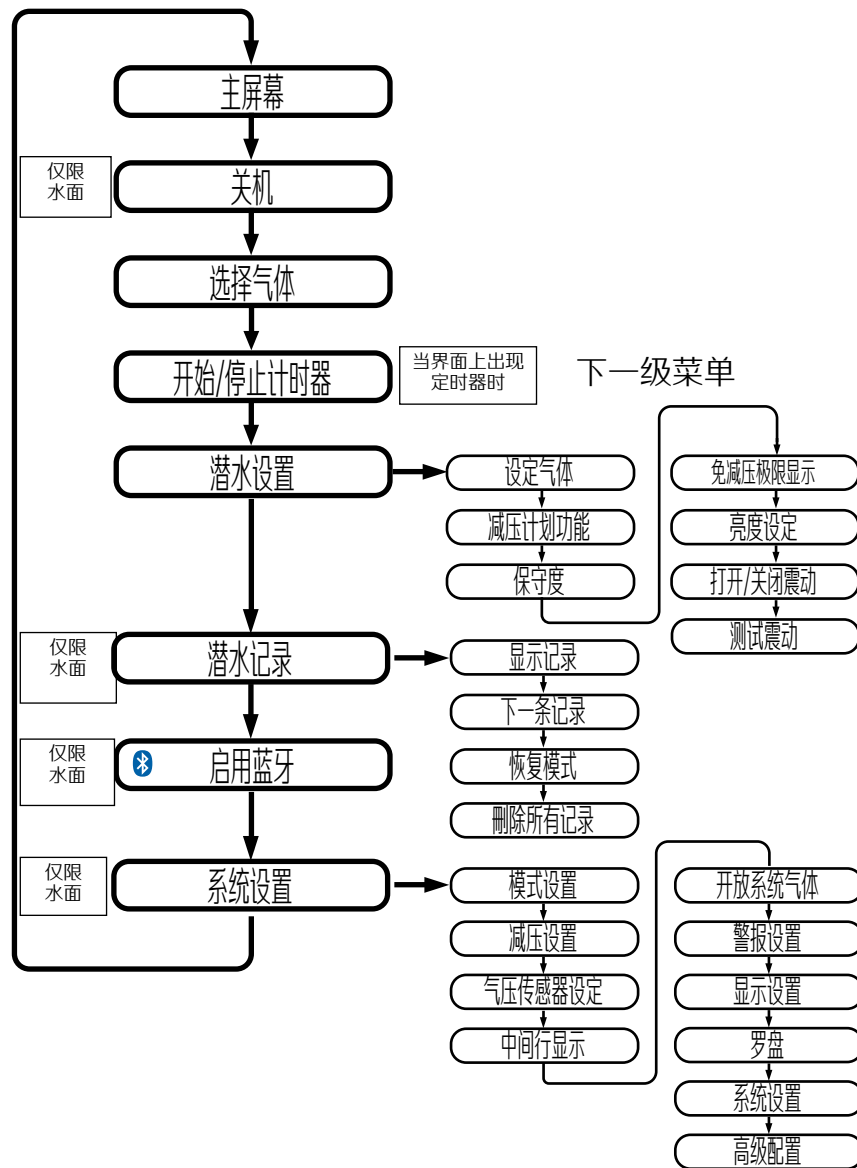 主屏幕
仅限
水面
关机
选择气体
开始/停止计时器
当界面上出现
定时器时
下一级菜单
潜水设置
设定气体
减压计划功能
保守度
免减压极限显示
亮度设定
打开/关闭震动
测试震动
仅限
水面
潜水记录
显示记录
下一条记录
恢复模式
删除所有记录
仅限
水面
启用蓝牙
仅限
水面
系统设置
模式设置
减压设置
气压传感器设定
中间行显示
开放系统气体
警报设置
显示设置
罗盘
系统设置
高级配置